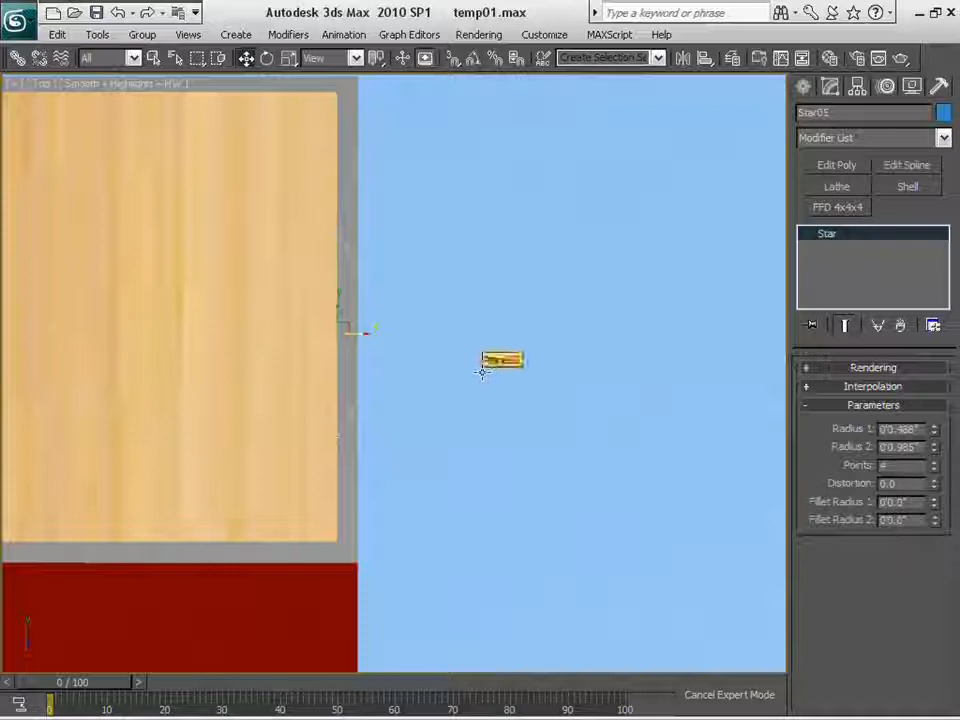 Autodesk 3ds Max 2010 SP1 temp01.max
Type a keyword or phrase
Edit Tools Group Views Create Modifiers Animation Graph Editors Rendering Customize MAXScript Help
All View Create Selection Se
[ + ] [ Top ] [ Smooth + Highlights + HW ]
Star05
Modifier List
Edit Poly Edit Spline
Lathe Shell
FFD 4x4x4
Star
+ Rendering
+ Interpolation
- Parameters
Radius 1: 0'0.488"
Radius 2: 0'0.985"
Points: 4
Distortion: 0.0
Fillet Radius 1: 0'0.0"
Fillet Radius 2: 0'0.0"
< 0 / 100 >
Cancel Expert Mode
0 10 20 30 40 50 60 70 80 90 100